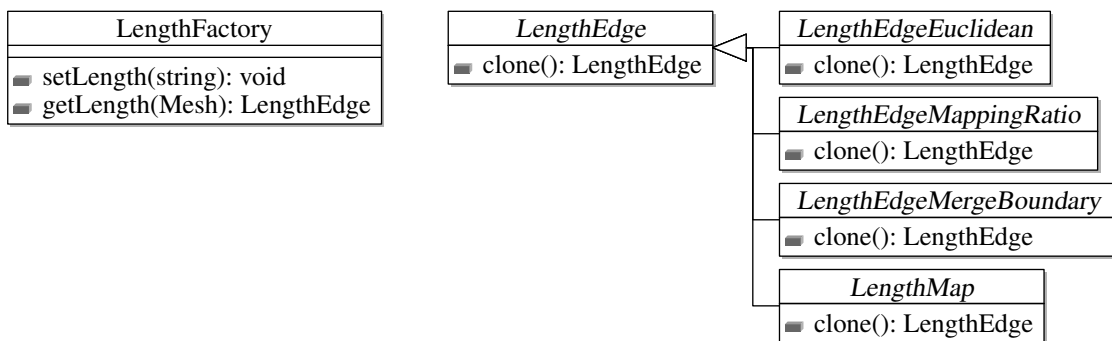 LengthFactory
setLength(string): void
getLength(Mesh): LengthEdge
LengthEdge
clone(): LengthEdge
LengthEdgeEuclidean
clone(): LengthEdge
LengthEdgeMappingRatio
clone(): LengthEdge
LengthEdgeMergeBoundary
clone(): LengthEdge
LengthMap
clone(): LengthEdge